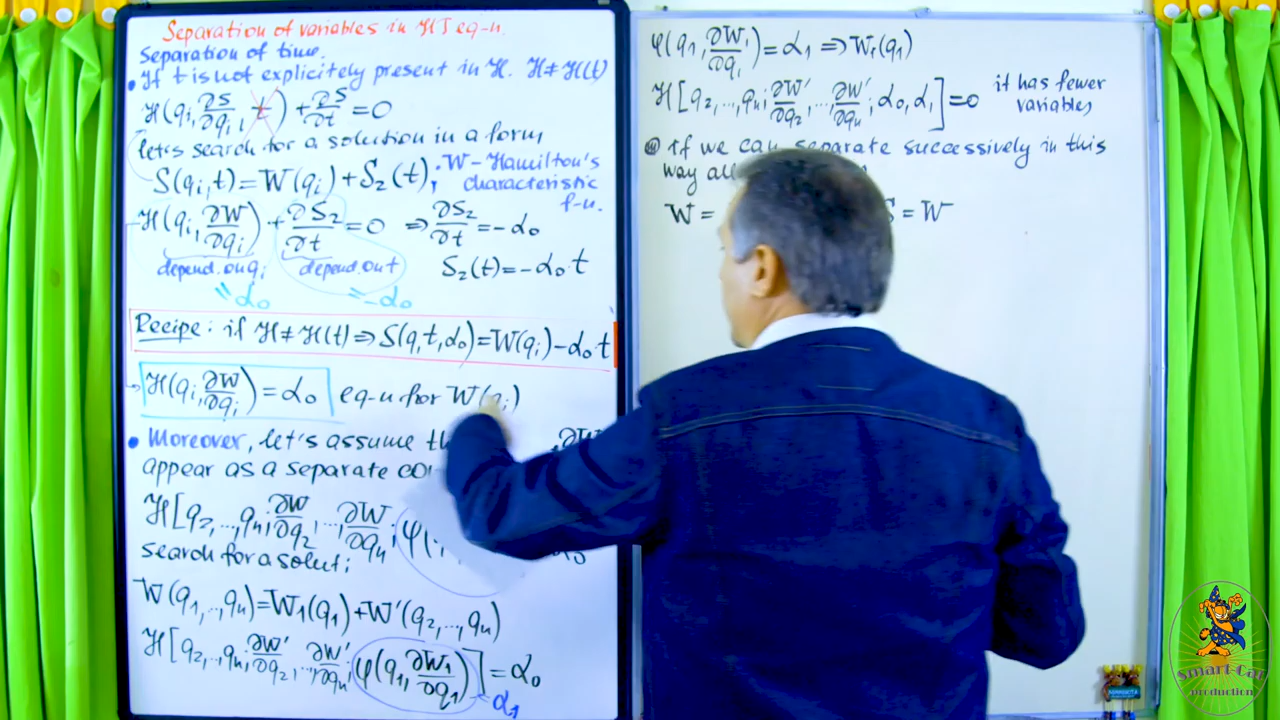 Separation of variables in HJ eq-n.
Separation of time.
• If t is not explicitely present in ℋ. ℋ≠ℋ(t)
ℋ(qᵢ, ∂S/∂qᵢ, t) + ∂S/∂t = 0
let's search for a solution in a form,
S(qᵢ,t) = W(qᵢ) + S₂(t); W – Hamilton's
characteristic
f-n.
ℋ(qᵢ, ∂W/∂qᵢ) + ∂S₂/∂t = 0 ⇒ ∂S₂/∂t = -α₀
depend. on qᵢ depend. on t S₂(t) = -α₀·t
= α₀ = -α₀
Recipe: if ℋ≠ℋ(t) ⇒ S(q,t,α₀) = W(qᵢ) - α₀t
ℋ(qᵢ, ∂W/∂qᵢ) = α₀ eq-n for W(qᵢ)
• Moreover, let's assume
appear as a separate
ℋ[q₂,..,qₙ; ∂W/∂q₂,..,∂W/∂qₙ; φ(
search for a solut;
W(q₁,..,qₙ) = W₁(q₁) + W'(q₂,..,qₙ)
ℋ[q₂,..,qₙ; ∂W'/∂q₂,..,∂W'/∂qₙ; φ(q₁, ∂W₁/∂q₁)] = α₀
= α₁
φ(q₁, ∂W₁/∂q₁) = α₁ ⇒ W₁(q₁)
ℋ[q₂,..,qₙ; ∂W'/∂q₂,..,∂W'/∂qₙ; α₀, α₁] = 0 it has fewer
variables
if we can separate successively in this
way
W = = W
Smart Cat
production